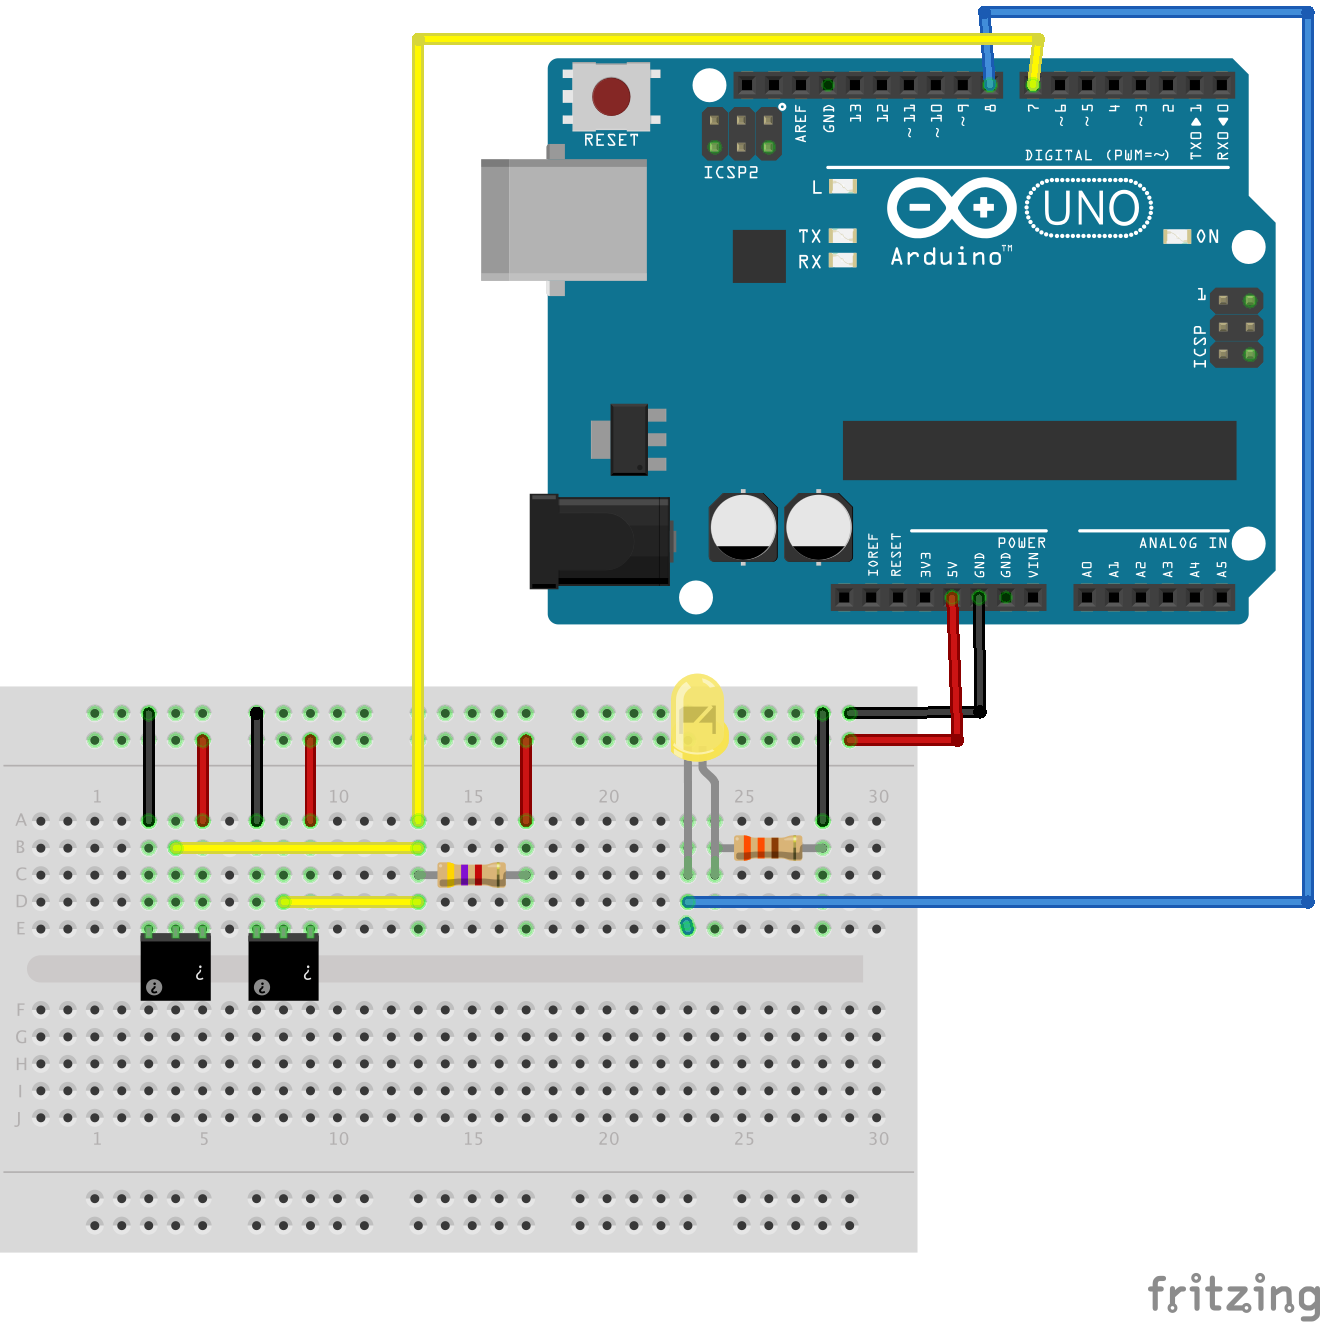 RESET
ICSP2
AREF
GND
13
12
~11
~10
~9
8
7
~6
~5
4
~3
2
TX0 ▶ 1
RX0 ◀ 0
DIGITAL (PWM=~)
L
TX
RX
Arduino™
UNO
ON
1
ICSP
IOREF
RESET
3V3
5V
GND
GND
VIN
POWER
ANALOG IN
A0
A1
A2
A3
A4
A5
1 10 15 20 25 30
A
B
C
D
E
? ?
? ?
F
G
H
I
J
1 5 10 15 20 25 30
fritzing